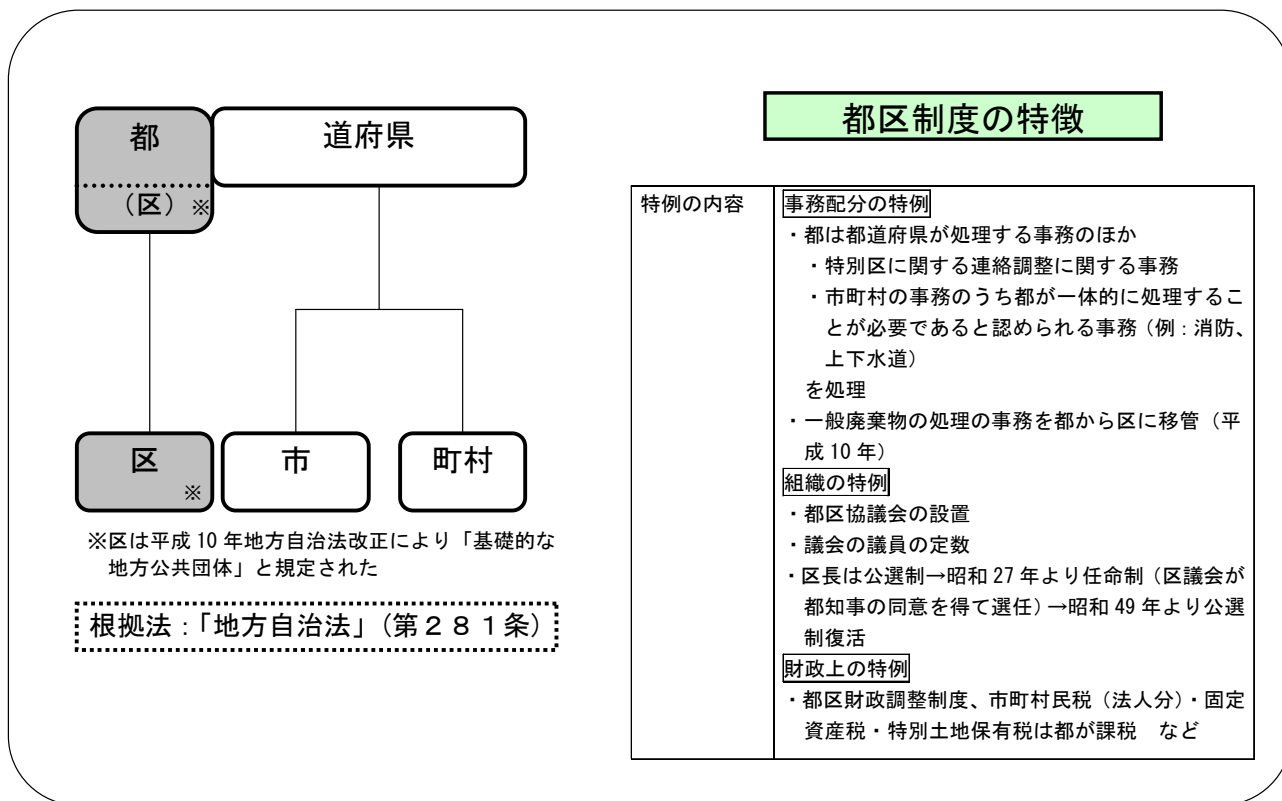 都
道府県
（区）※
区
※
市
町村
※区は平成 10 年地方自治法改正により「基礎的な
地方公共団体」と規定された
根拠法：「地方自治法」（第２８１条）
都区制度の特徴
特例の内容
事務配分の特例
・都は都道府県が処理する事務のほか
・特別区に関する連絡調整に関する事務
・市町村の事務のうち都が一体的に処理するこ
とが必要であると認められる事務（例：消防、
上下水道）
を処理
・一般廃棄物の処理の事務を都から区に移管（平
成 10 年）
組織の特例
・都区協議会の設置
・議会の議員の定数
・区長は公選制→昭和 27 年より任命制（区議会が
都知事の同意を得て選任）→昭和 49 年より公選
制復活
財政上の特例
・都区財政調整制度、市町村民税（法人分）・固定
資産税・特別土地保有税は都が課税　など